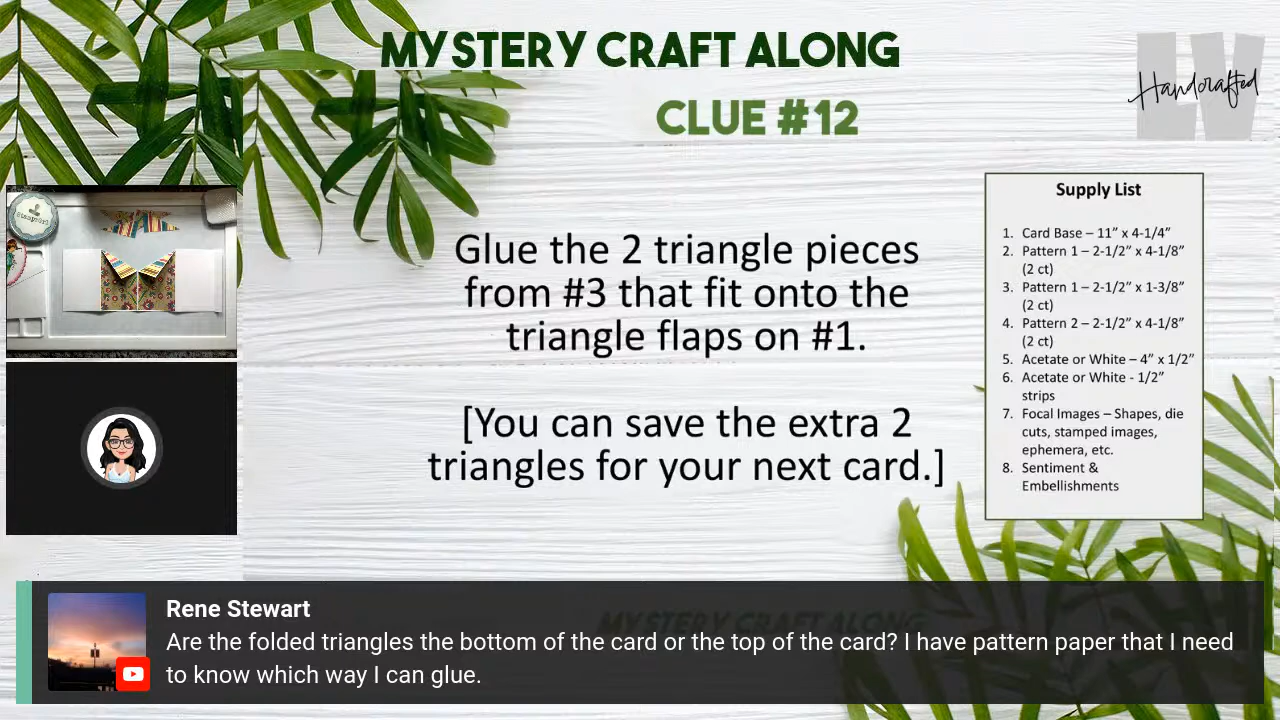 MYSTERY CRAFT ALONG
CLUE #12
Handcrafted
Glue the 2 triangle pieces
from #3 that fit onto the
triangle flaps on #1.
[You can save the extra 2
triangles for your next card.]
Supply List
1. Card Base – 11” x 4-1/4”
2. Pattern 1 – 2-1/2” x 4-1/8”
(2 ct)
3. Pattern 1 – 2-1/2” x 1-3/8”
(2 ct)
4. Pattern 2 – 2-1/2” x 4-1/8”
(2 ct)
5. Acetate or White – 4” x 1/2”
6. Acetate or White - 1/2”
strips
7. Focal Images – Shapes, die
cuts, stamped images,
ephemera, etc.
8. Sentiment &
Embellishments
MYSTERY CRAFT ALONG
Rene Stewart
Are the folded triangles the bottom of the card or the top of the card? I have pattern paper that I need
to know which way I can glue.